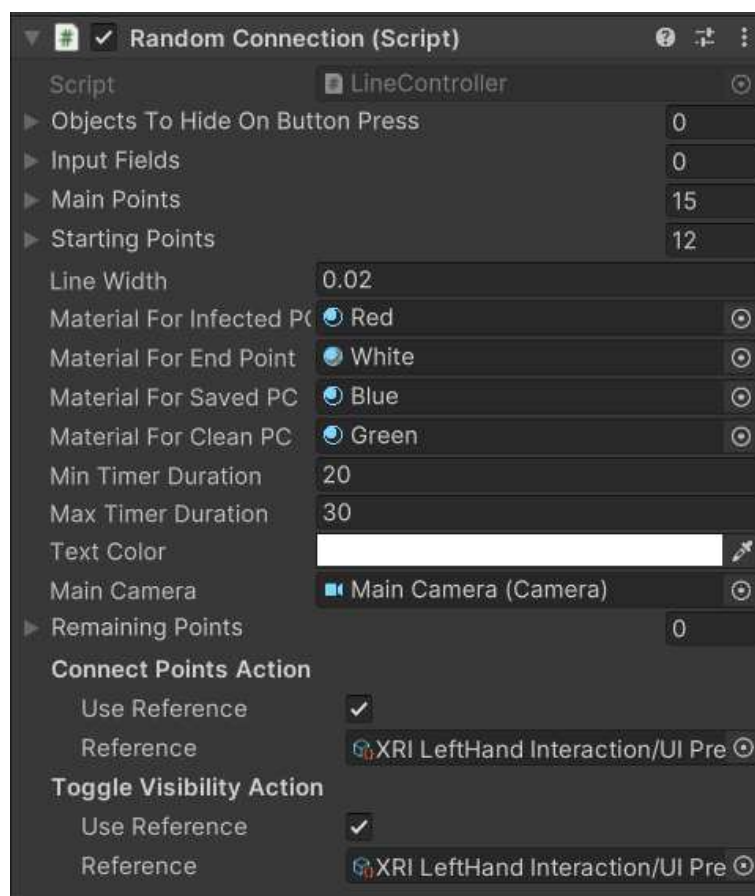 Random Connection (Script)
Script LineController
Objects To Hide On Button Press 0
Input Fields 0
Main Points 15
Starting Points 12
Line Width 0.02
Material For Infected P( Red
Material For End Point White
Material For Saved PC Blue
Material For Clean PC Green
Min Timer Duration 20
Max Timer Duration 30
Text Color
Main Camera Main Camera (Camera)
Remaining Points 0
Connect Points Action
Use Reference
Reference XRI LeftHand Interaction/UI Pre
Toggle Visibility Action
Use Reference
Reference XRI LeftHand Interaction/UI Pre